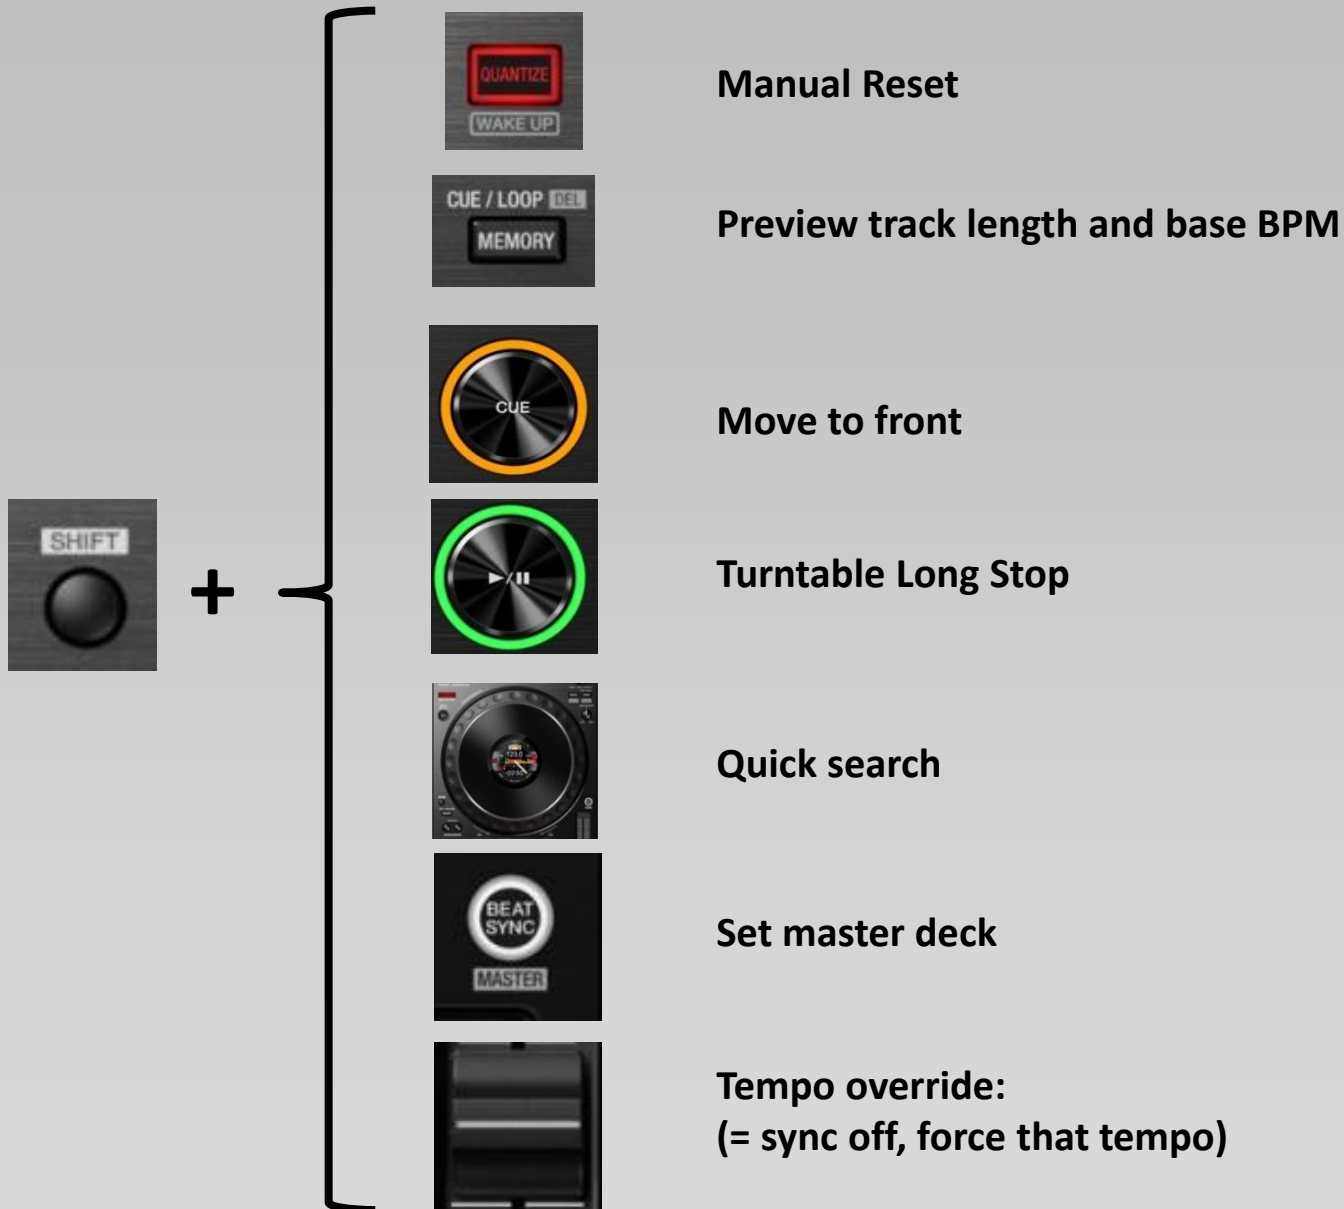 QUANTIZE
WAKE UP
Manual Reset
CUE / LOOP DEL
MEMORY
Preview track length and base BPM
CUE
Move to front
SHIFT
+
Turntable Long Stop
Quick search
BEAT
SYNC
MASTER
Set master deck
Tempo override:
(= sync off, force that tempo)